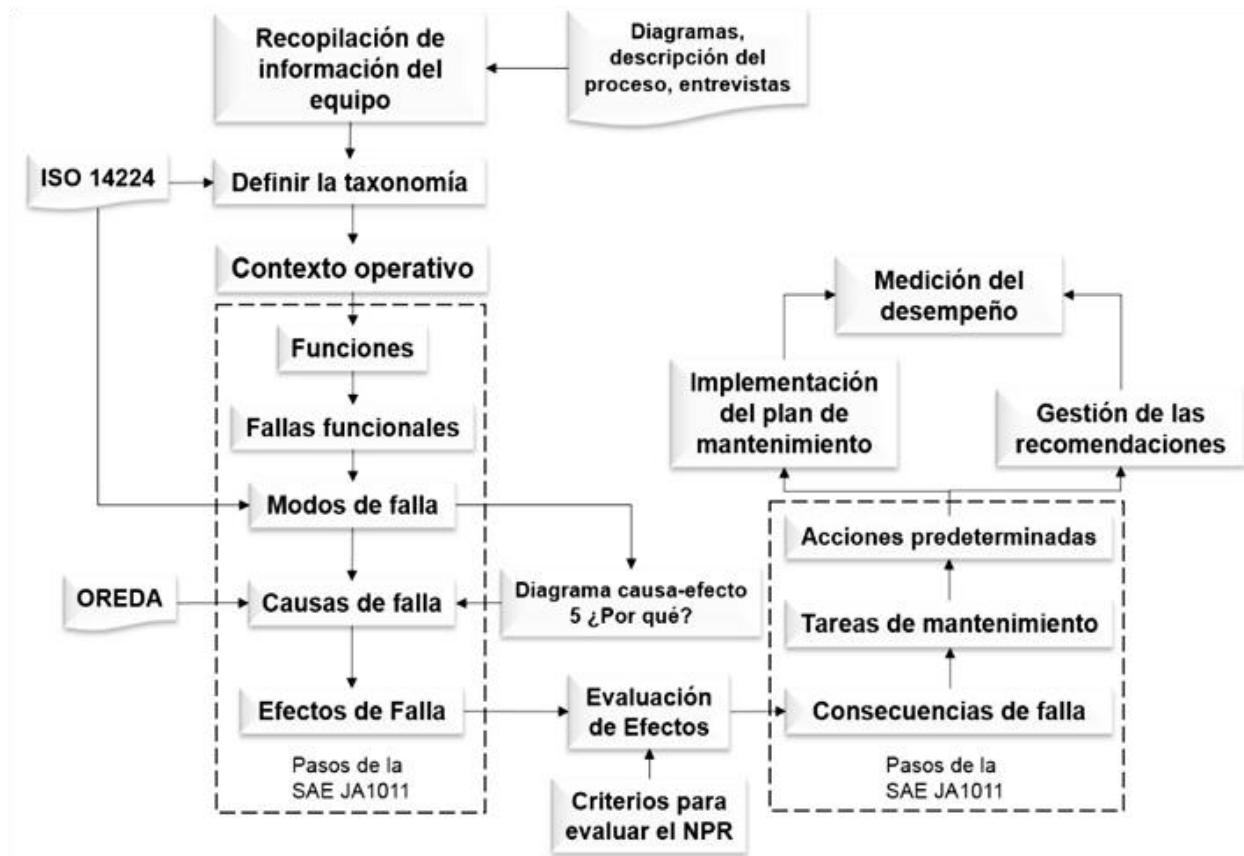 Recopilación de
información del
equipo
Diagramas,
descripción del
proceso, entrevistas
ISO 14224
Definir la taxonomía
Contexto operativo
Funciones
Fallas funcionales
Modos de falla
OREDA
Causas de falla
Diagrama causa-efecto
5 ¿Por qué?
Efectos de Falla
Pasos de la
SAE JA1011
Evaluación
de Efectos
Criterios para
evaluar el NPR
Medición del
desempeño
Implementación
del plan de
mantenimiento
Gestión de las
recomendaciones
Acciones predeterminadas
Tareas de mantenimiento
Consecuencias de falla
Pasos de la
SAE JA1011